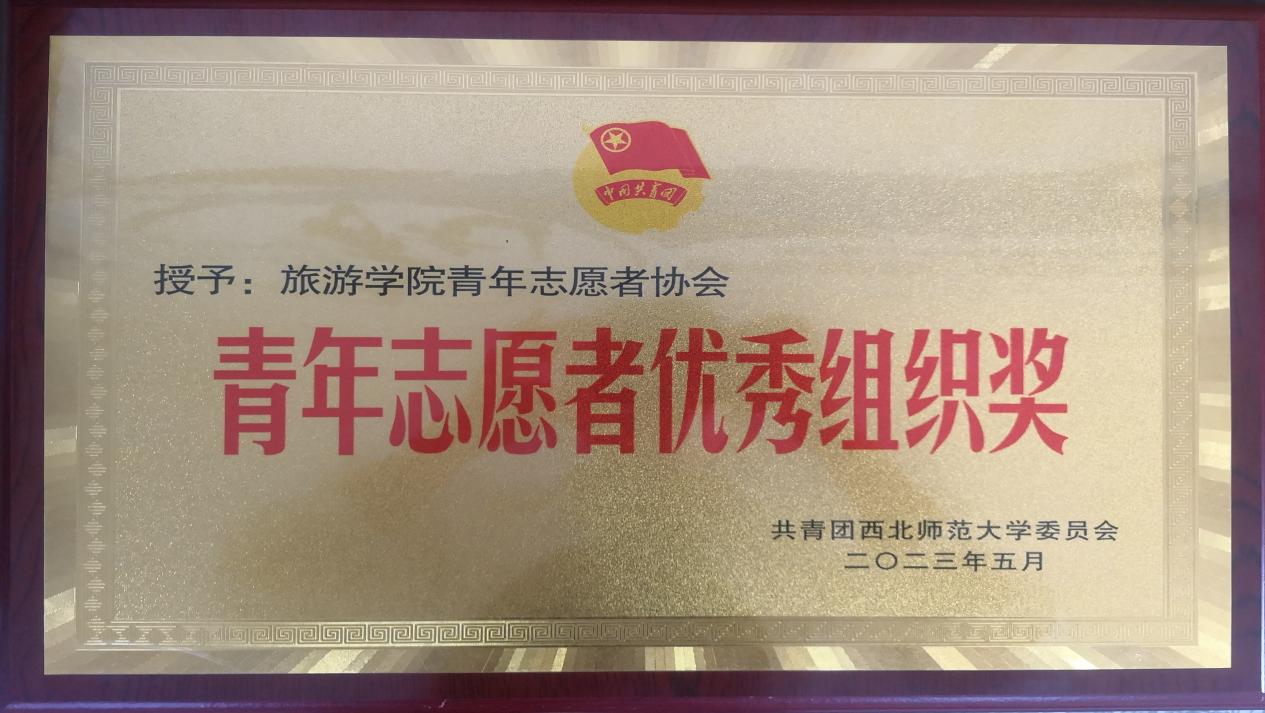 中国共青团
授予：旅游学院青年志愿者协会
青年志愿者优秀组织奖
共青团西北师范大学委员会
二〇二三年五月